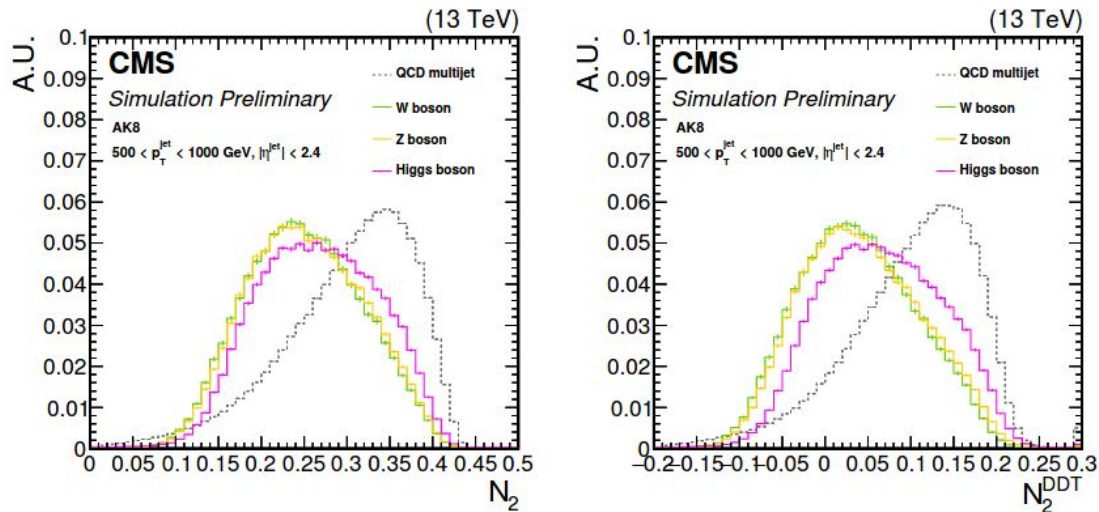 (13 TeV)
A.U.
0.1
0.09
0.08
0.07
0.06
0.05
0.04
0.03
0.02
0.01
0
CMS
Simulation Preliminary
AK8
500 < p_T^jet < 1000 GeV, |η^jet| < 2.4
QCD multijet
W boson
Z boson
Higgs boson
0 0.05 0.1 0.15 0.2 0.25 0.3 0.35 0.4 0.45 0.5
N₂
(13 TeV)
A.U.
0.1
0.09
0.08
0.07
0.06
0.05
0.04
0.03
0.02
0.01
0
CMS
Simulation Preliminary
AK8
500 < p_T^jet < 1000 GeV, |η^jet| < 2.4
QCD multijet
W boson
Z boson
Higgs boson
−0.2 −0.15 −0.1 −0.05 0 0.05 0.1 0.15 0.2 0.25 0.3
N₂^DDT